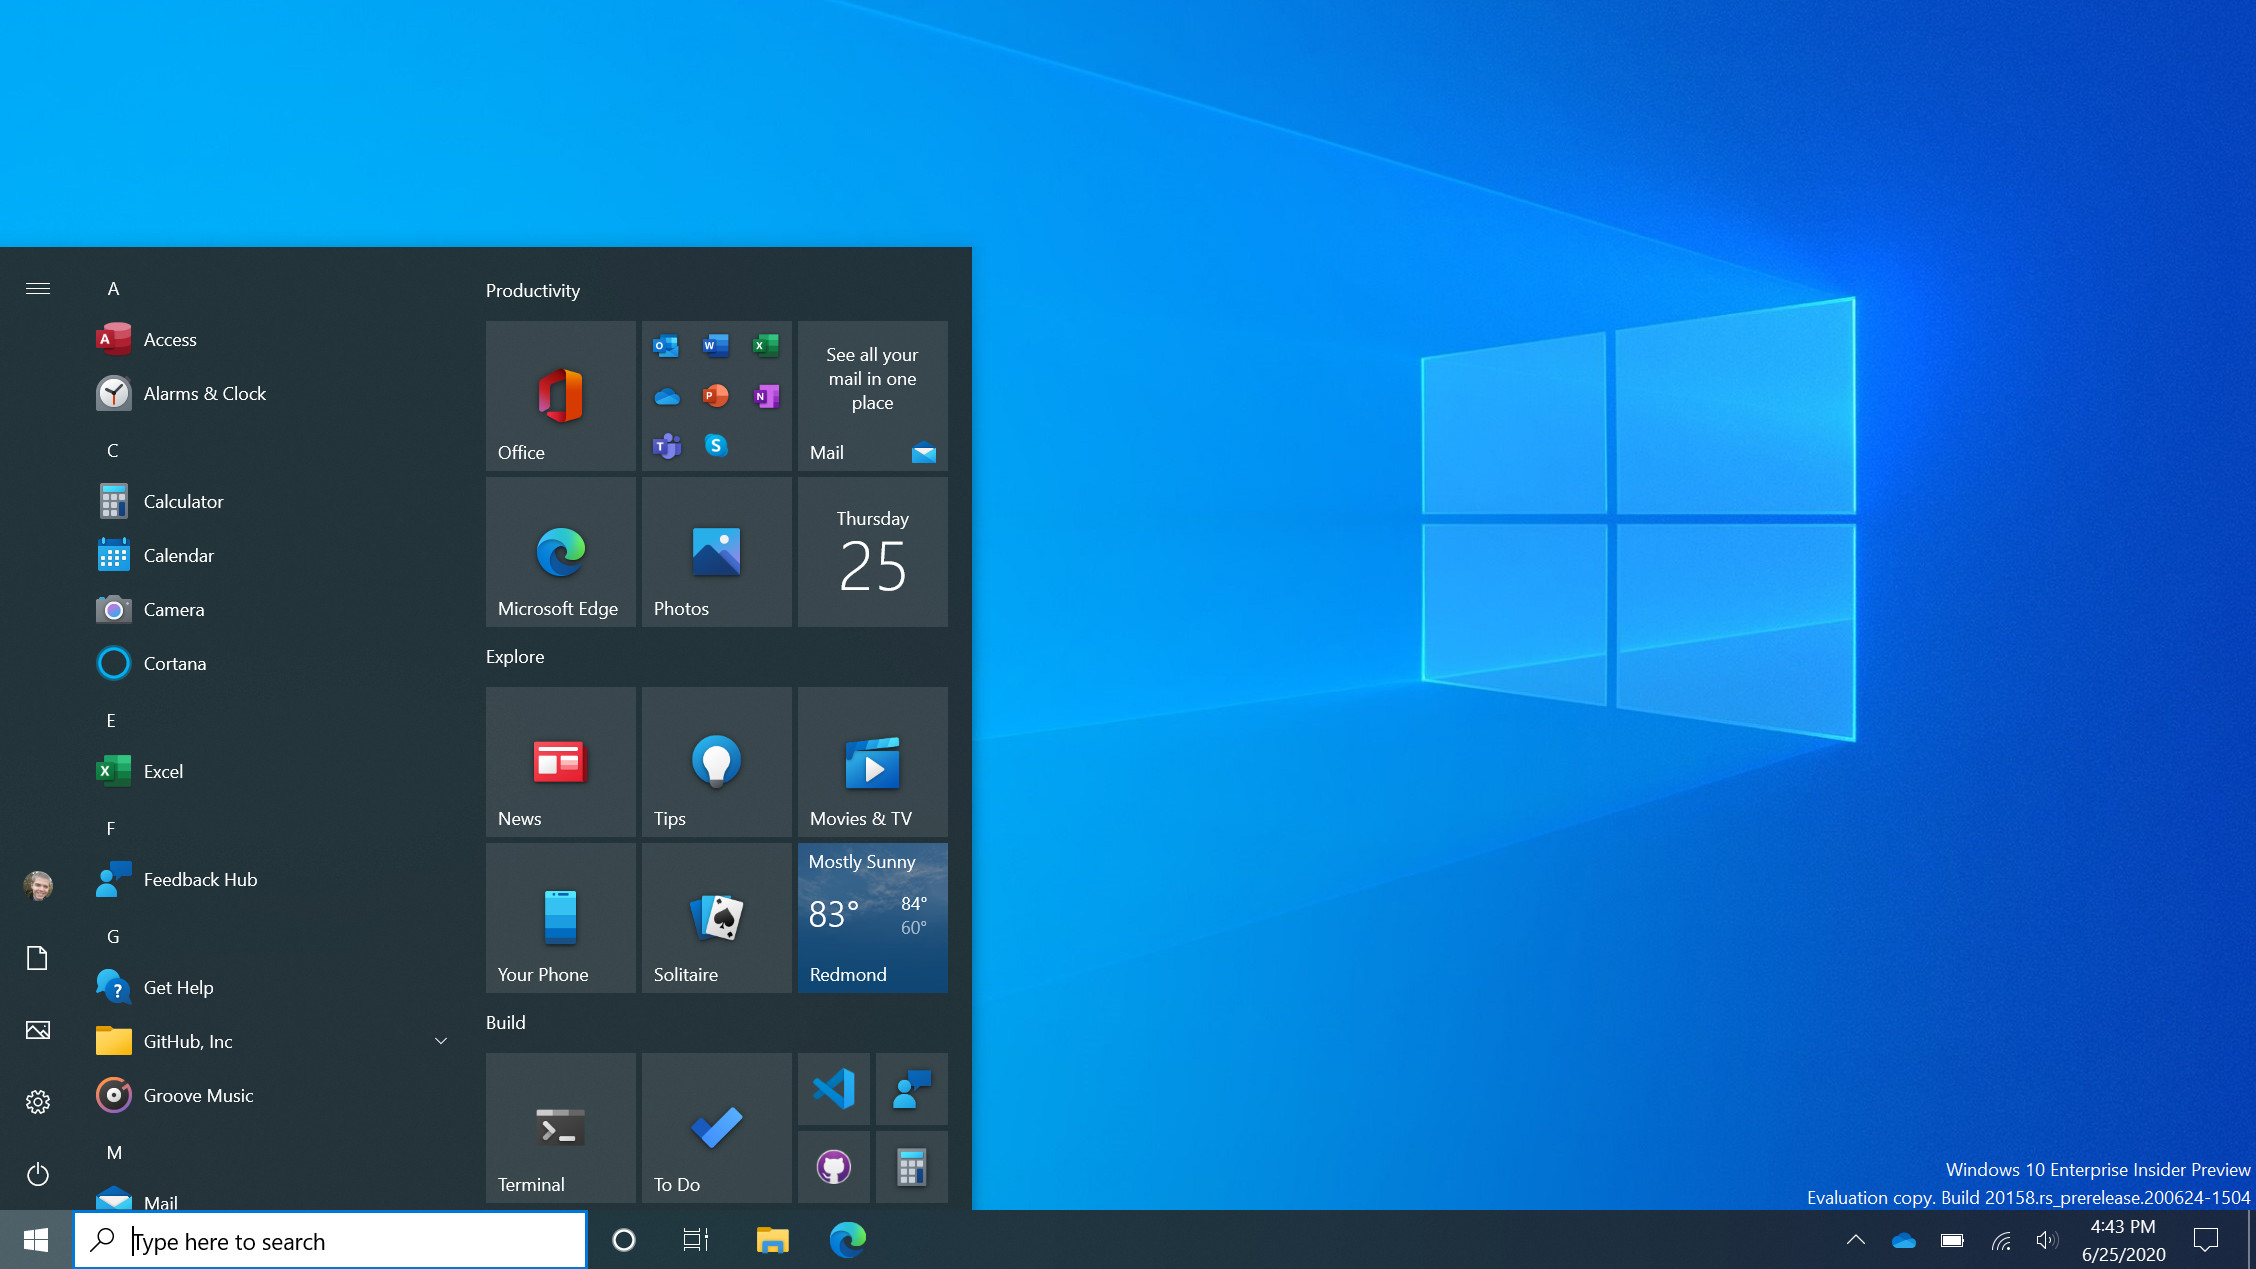 A
Access
Alarms & Clock
C
Calculator
Calendar
Camera
Cortana
E
Excel
F
Feedback Hub
G
Get Help
GitHub, Inc
Groove Music
M
Mail
Productivity
Office
See all your
mail in one
place
Mail
Microsoft Edge
Photos
Thursday
25
Explore
News
Tips
Movies & TV
Your Phone
Solitaire
Mostly Sunny
83°
84°
60°
Redmond
Build
Terminal
To Do
Windows 10 Enterprise Insider Preview
Evaluation copy. Build 20158.rs_prerelease.200624-1504
Type here to search
4:43 PM
6/25/2020